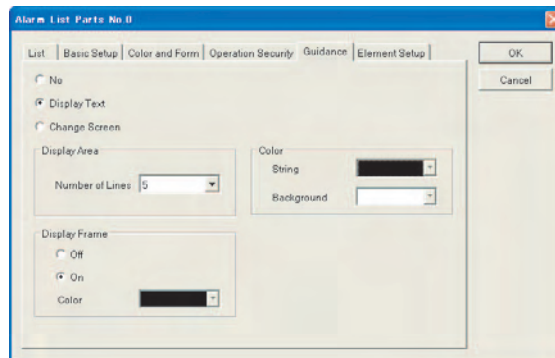 Alarm List Parts No.0
List Basic Setup Color and Form Operation Security Guidance Element Setup
OK
Cancel
No
Display Text
Change Screen
Display Area
Number of Lines 5
Color
String
Background
Display Frame
Off
On
Color